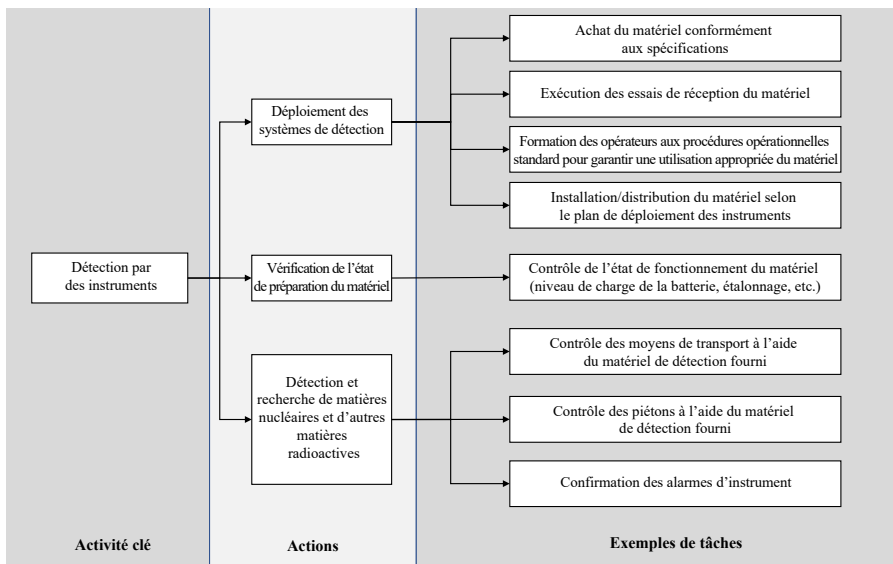 Détection par
des instruments
Déploiement des
systèmes de détection
Achat du matériel conformément
aux spécifications
Exécution des essais de réception du matériel
Formation des opérateurs aux procédures opérationnelles
standard pour garantir une utilisation appropriée du matériel
Installation/distribution du matériel selon
le plan de déploiement des instruments
Vérification de l’état
de préparation du matériel
Contrôle de l’état de fonctionnement du matériel
(niveau de charge de la batterie, étalonnage, etc.)
Détection et
recherche de matières
nucléaires et d’autres
matières
radioactives
Contrôle des moyens de transport à l’aide
du matériel de détection fourni
Contrôle des piétons à l’aide du matériel
de détection fourni
Confirmation des alarmes d’instrument
Activité clé
Actions
Exemples de tâches